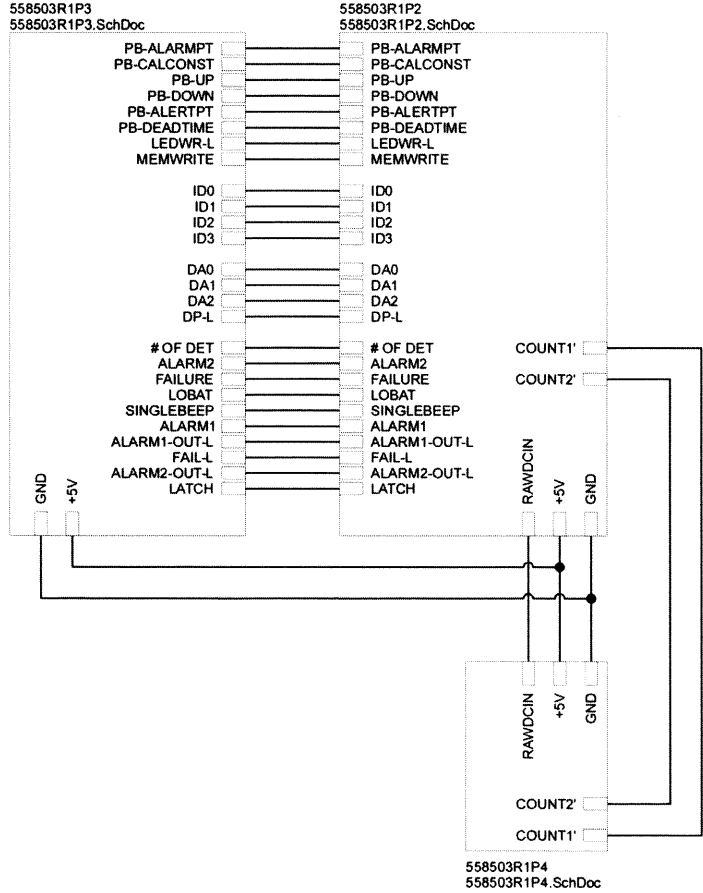 558503R1P3
558503R1P3.SchDoc
PB-ALARMPT
PB-CALCONST
PB-UP
PB-DOWN
PB-ALERTPT
PB-DEADTIME
LEDWR-L
MEMWRITE
ID0
ID1
ID2
ID3
DA0
DA1
DA2
DP-L
# OF DET
ALARM2
FAILURE
LOBAT
SINGLEBEEP
ALARM1
ALARM1-OUT-L
FAIL-L
ALARM2-OUT-L
LATCH
GND
+5V
558503R1P2
558503R1P2.SchDoc
PB-ALARMPT
PB-CALCONST
PB-UP
PB-DOWN
PB-ALERTPT
PB-DEADTIME
LEDWR-L
MEMWRITE
ID0
ID1
ID2
ID3
DA0
DA1
DA2
DP-L
# OF DET
ALARM2
FAILURE
LOBAT
SINGLEBEEP
ALARM1
ALARM1-OUT-L
FAIL-L
ALARM2-OUT-L
LATCH
COUNT1'
COUNT2'
RAWDCIN
+5V
GND
RAWDCIN
+5V
GND
COUNT2'
COUNT1'
558503R1P4
558503R1P4.SchDoc